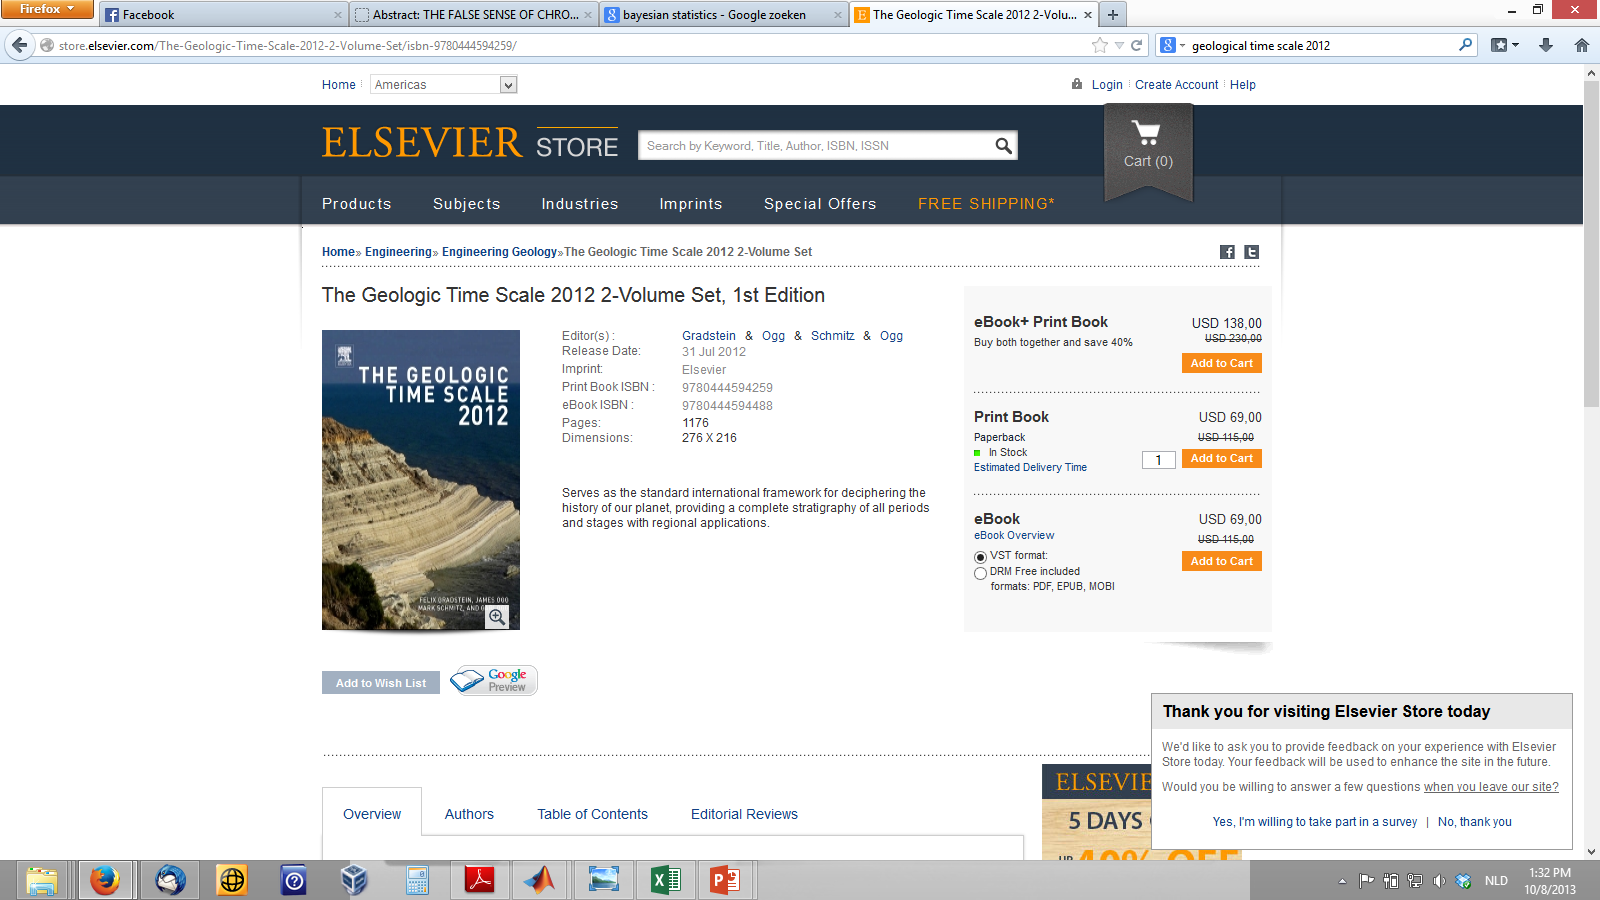 Firefox
Facebook
Abstract: THE FALSE SENSE OF CHRO...
bayesian statistics - Google zoeken
The Geologic Time Scale 2012 2-Volu...
store.elsevier.com/The-Geologic-Time-Scale-2012-2-Volume-Set/isbn-9780444594259/
geological time scale 2012
Home
Americas
Login
Create Account
Help
ELSEVIER STORE
Search by Keyword, Title, Author, ISBN, ISSN
Cart (0)
Products
Subjects
Industries
Imprints
Special Offers
FREE SHIPPING*
Home» Engineering» Engineering Geology»The Geologic Time Scale 2012 2-Volume Set
The Geologic Time Scale 2012 2-Volume Set, 1st Edition
THE GEOLOGIC
TIME SCALE
2012
FELIX GRADSTEIN, JAMES OGG
MARK SCHMITZ, AND G
Editor(s) : Gradstein & Ogg & Schmitz & Ogg
Release Date: 31 Jul 2012
Imprint: Elsevier
Print Book ISBN : 9780444594259
eBook ISBN : 9780444594488
Pages: 1176
Dimensions: 276 X 216
Serves as the standard international framework for deciphering the
history of our planet, providing a complete stratigraphy of all periods
and stages with regional applications.
eBook+ Print Book USD 138,00
Buy both together and save 40% USD 230,00
Add to Cart
Print Book USD 69,00
Paperback USD 115,00
In Stock
1 Add to Cart
Estimated Delivery Time
eBook USD 69,00
eBook Overview USD 115,00
VST format: Add to Cart
DRM Free included
formats: PDF, EPUB, MOBI
Add to Wish List
Google
Preview
Thank you for visiting Elsevier Store today
We'd like to ask you to provide feedback on your experience with Elsevier
Store today. Your feedback will be used to enhance the site in the future.
Would you be willing to answer a few questions when you leave our site?
Yes, I'm willing to take part in a survey | No, thank you
Overview
Authors
Table of Contents
Editorial Reviews
ELSEVIE
5 DAYS
40% OFF
NLD
1:32 PM
10/8/2013